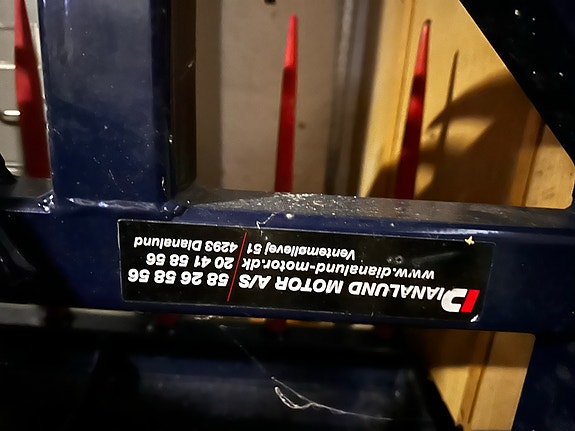 DIANALUND MOTOR A/S 58 26 58 56
www.dianalund-motor.dk 20 41 58 56
Ventemøllevej 51 4293 Dianalund